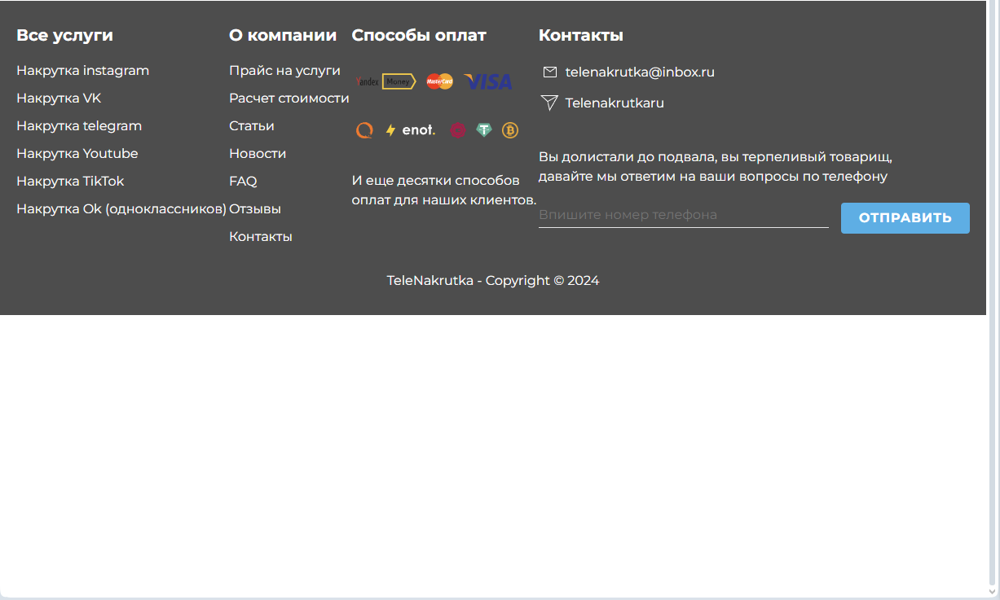 Все услуги
Накрутка instagram
Накрутка VK
Накрутка telegram
Накрутка Youtube
Накрутка TikTok
Накрутка Ok (одноклассников)
О компании
Прайс на услуги
Расчет стоимости
Статьи
Новости
FAQ
Отзывы
Контакты
Способы оплат
Yandex Money MasterCard VISA
enot.
И еще десятки способов
оплат для наших клиентов.
Контакты
telenakrutka@inbox.ru
Telenakrutkaru
Вы долистали до подвала, вы терпеливый товарищ,
давайте мы ответим на ваши вопросы по телефону
Впишите номер телефона
ОТПРАВИТЬ
TeleNakrutka - Copyright © 2024